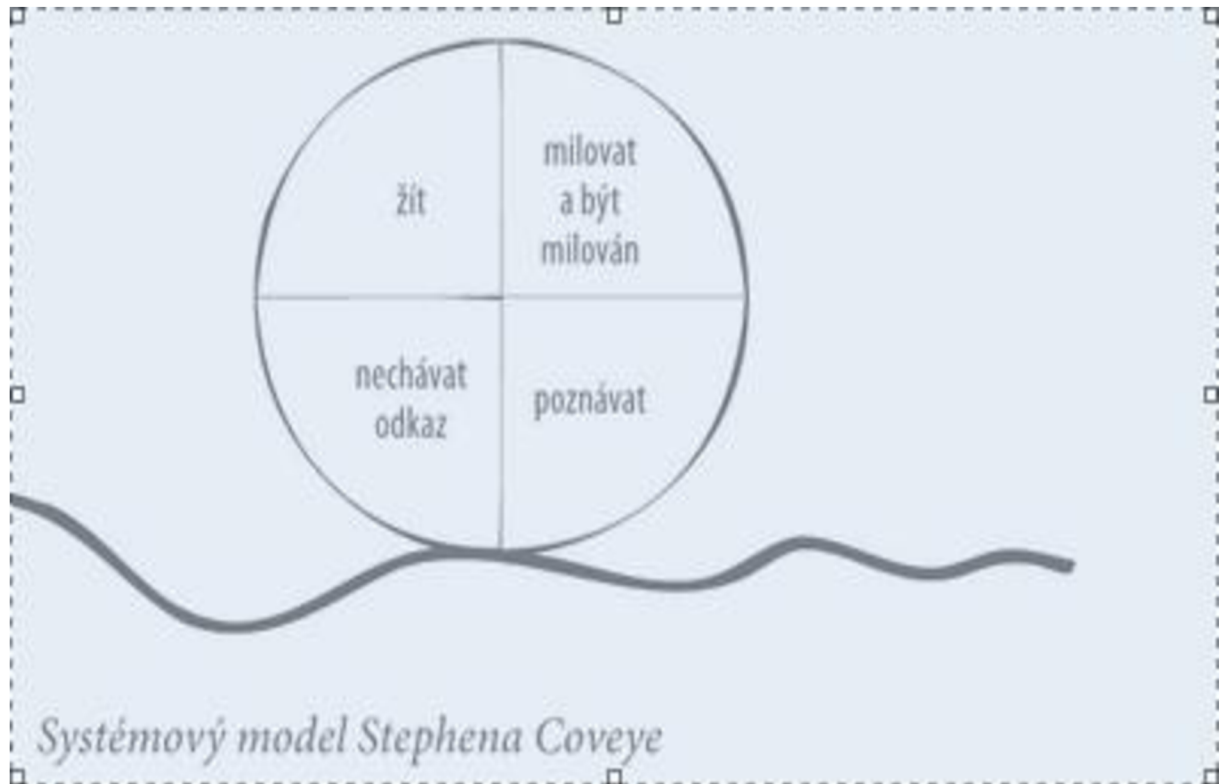 žít
milovat
a být
milován
nechávat
odkaz
poznávat
Systémový model Stephena Coveye